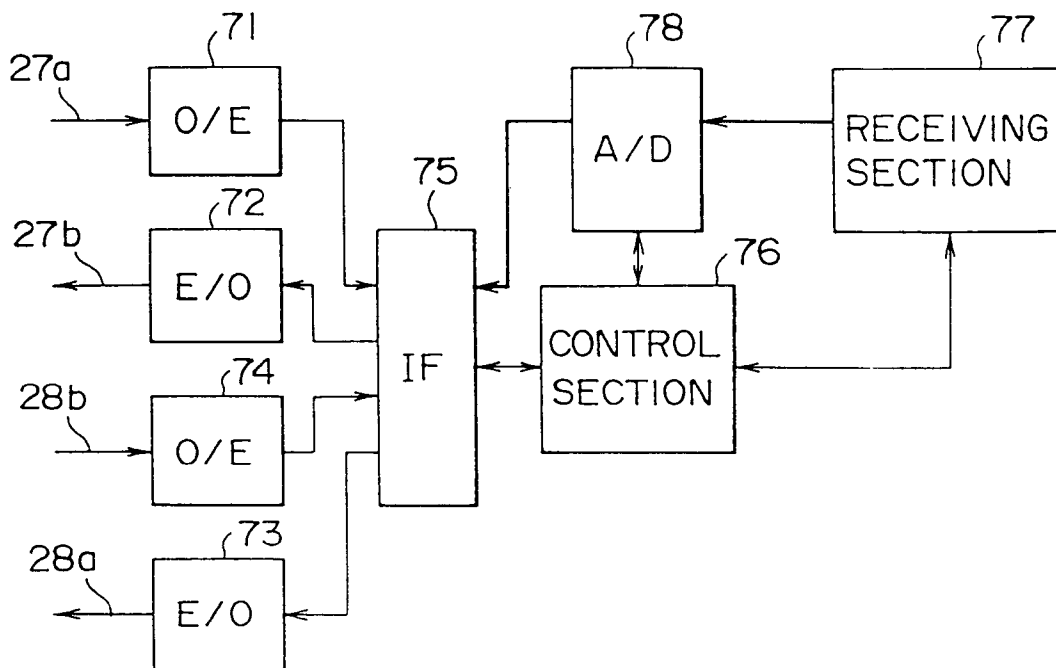 71
27a
O/E
72
27b
E/O
74
28b
O/E
73
28a
E/O
75
IF
78
A/D
77
RECEIVING
SECTION
76
CONTROL
SECTION